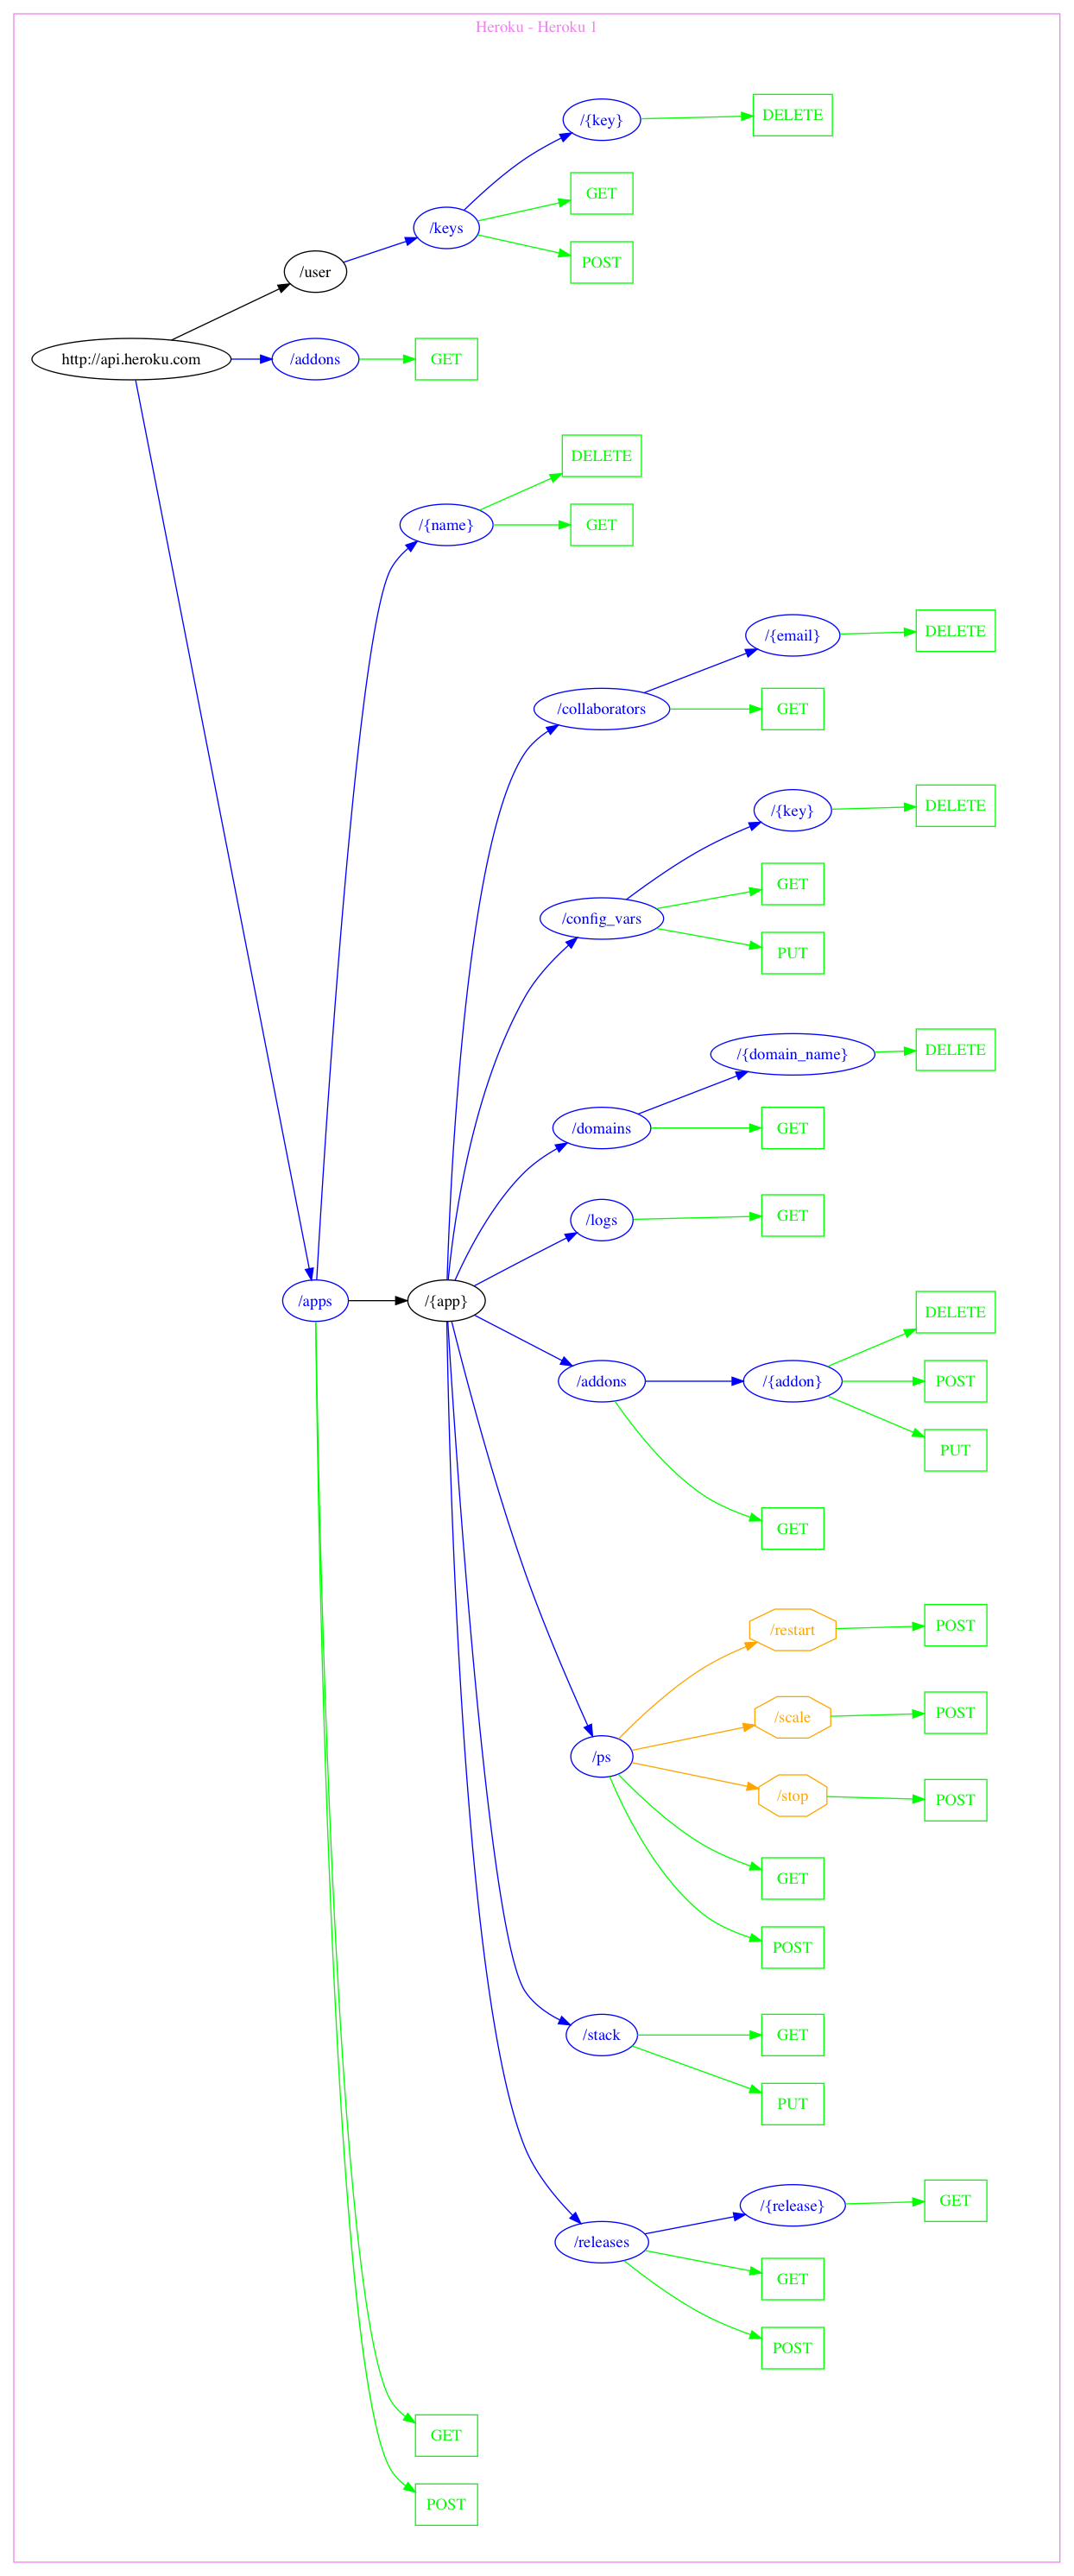 Heroku - Heroku 1
/{key}
DELETE
GET
/keys
POST
/user
http://api.heroku.com
/addons
GET
DELETE
/{name}
GET
/{email}
DELETE
/collaborators
GET
/{key}
DELETE
GET
/config_vars
PUT
/{domain_name}
DELETE
/domains
GET
/logs
GET
/apps
/{app}
DELETE
/addons
/{addon}
POST
PUT
GET
/restart
POST
/scale
POST
/ps
/stop
POST
GET
POST
/stack
GET
PUT
/{release}
GET
/releases
GET
POST
GET
POST